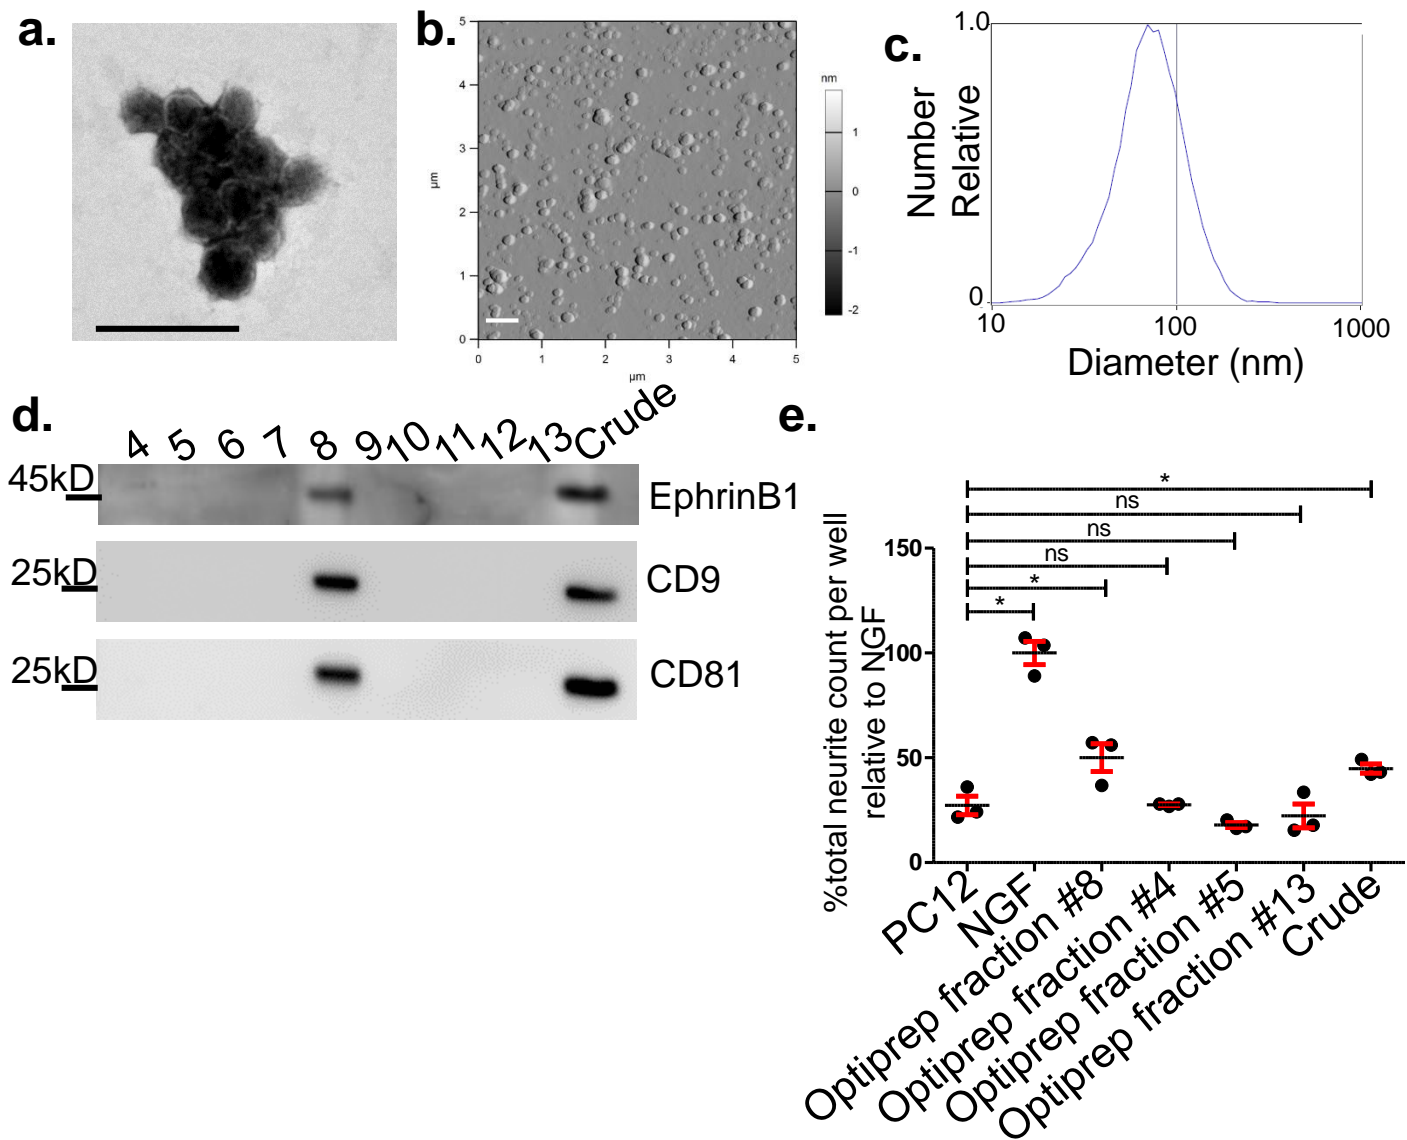 a.
b.
5
4
3
2
1
0
µm
0 1 2 3 4 5
µm
nm
1
0
-1
-2
c.
1.0
0
Number
Relative
10 100 1000
Diameter (nm)
d.
4 5 6 7 8 9 10 11 12 13 Crude
45kD
EphrinB1
25kD
CD9
25kD
CD81
e.
*
ns
ns
ns
*
*
%total neurite count per well
relative to NGF
150
100
50
0
PC12
NGF
Optiprep fraction #8
Optiprep fraction #4
Optiprep fraction #5
Optiprep fraction #13
Crude